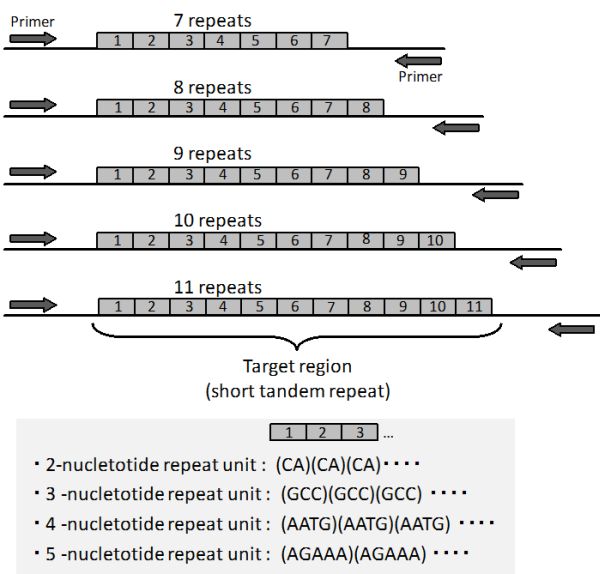 Primer
7 repeats
1 2 3 4 5 6 7
Primer
8 repeats
1 2 3 4 5 6 7 8
9 repeats
1 2 3 4 5 6 7 8 9
10 repeats
1 2 3 4 5 6 7 8 9 10
11 repeats
1 2 3 4 5 6 7 8 9 10 11
Target region
(short tandem repeat)
1 2 3 ...
・2-nucletotide repeat unit : (CA)(CA)(CA)・・・・
・3 -nucletotide repeat unit : (GCC)(GCC)(GCC) ・・・・
・4 -nucletotide repeat unit : (AATG)(AATG)(AATG) ・・・・
・5 -nucletotide repeat unit : (AGAAA)(AGAAA) ・・・・